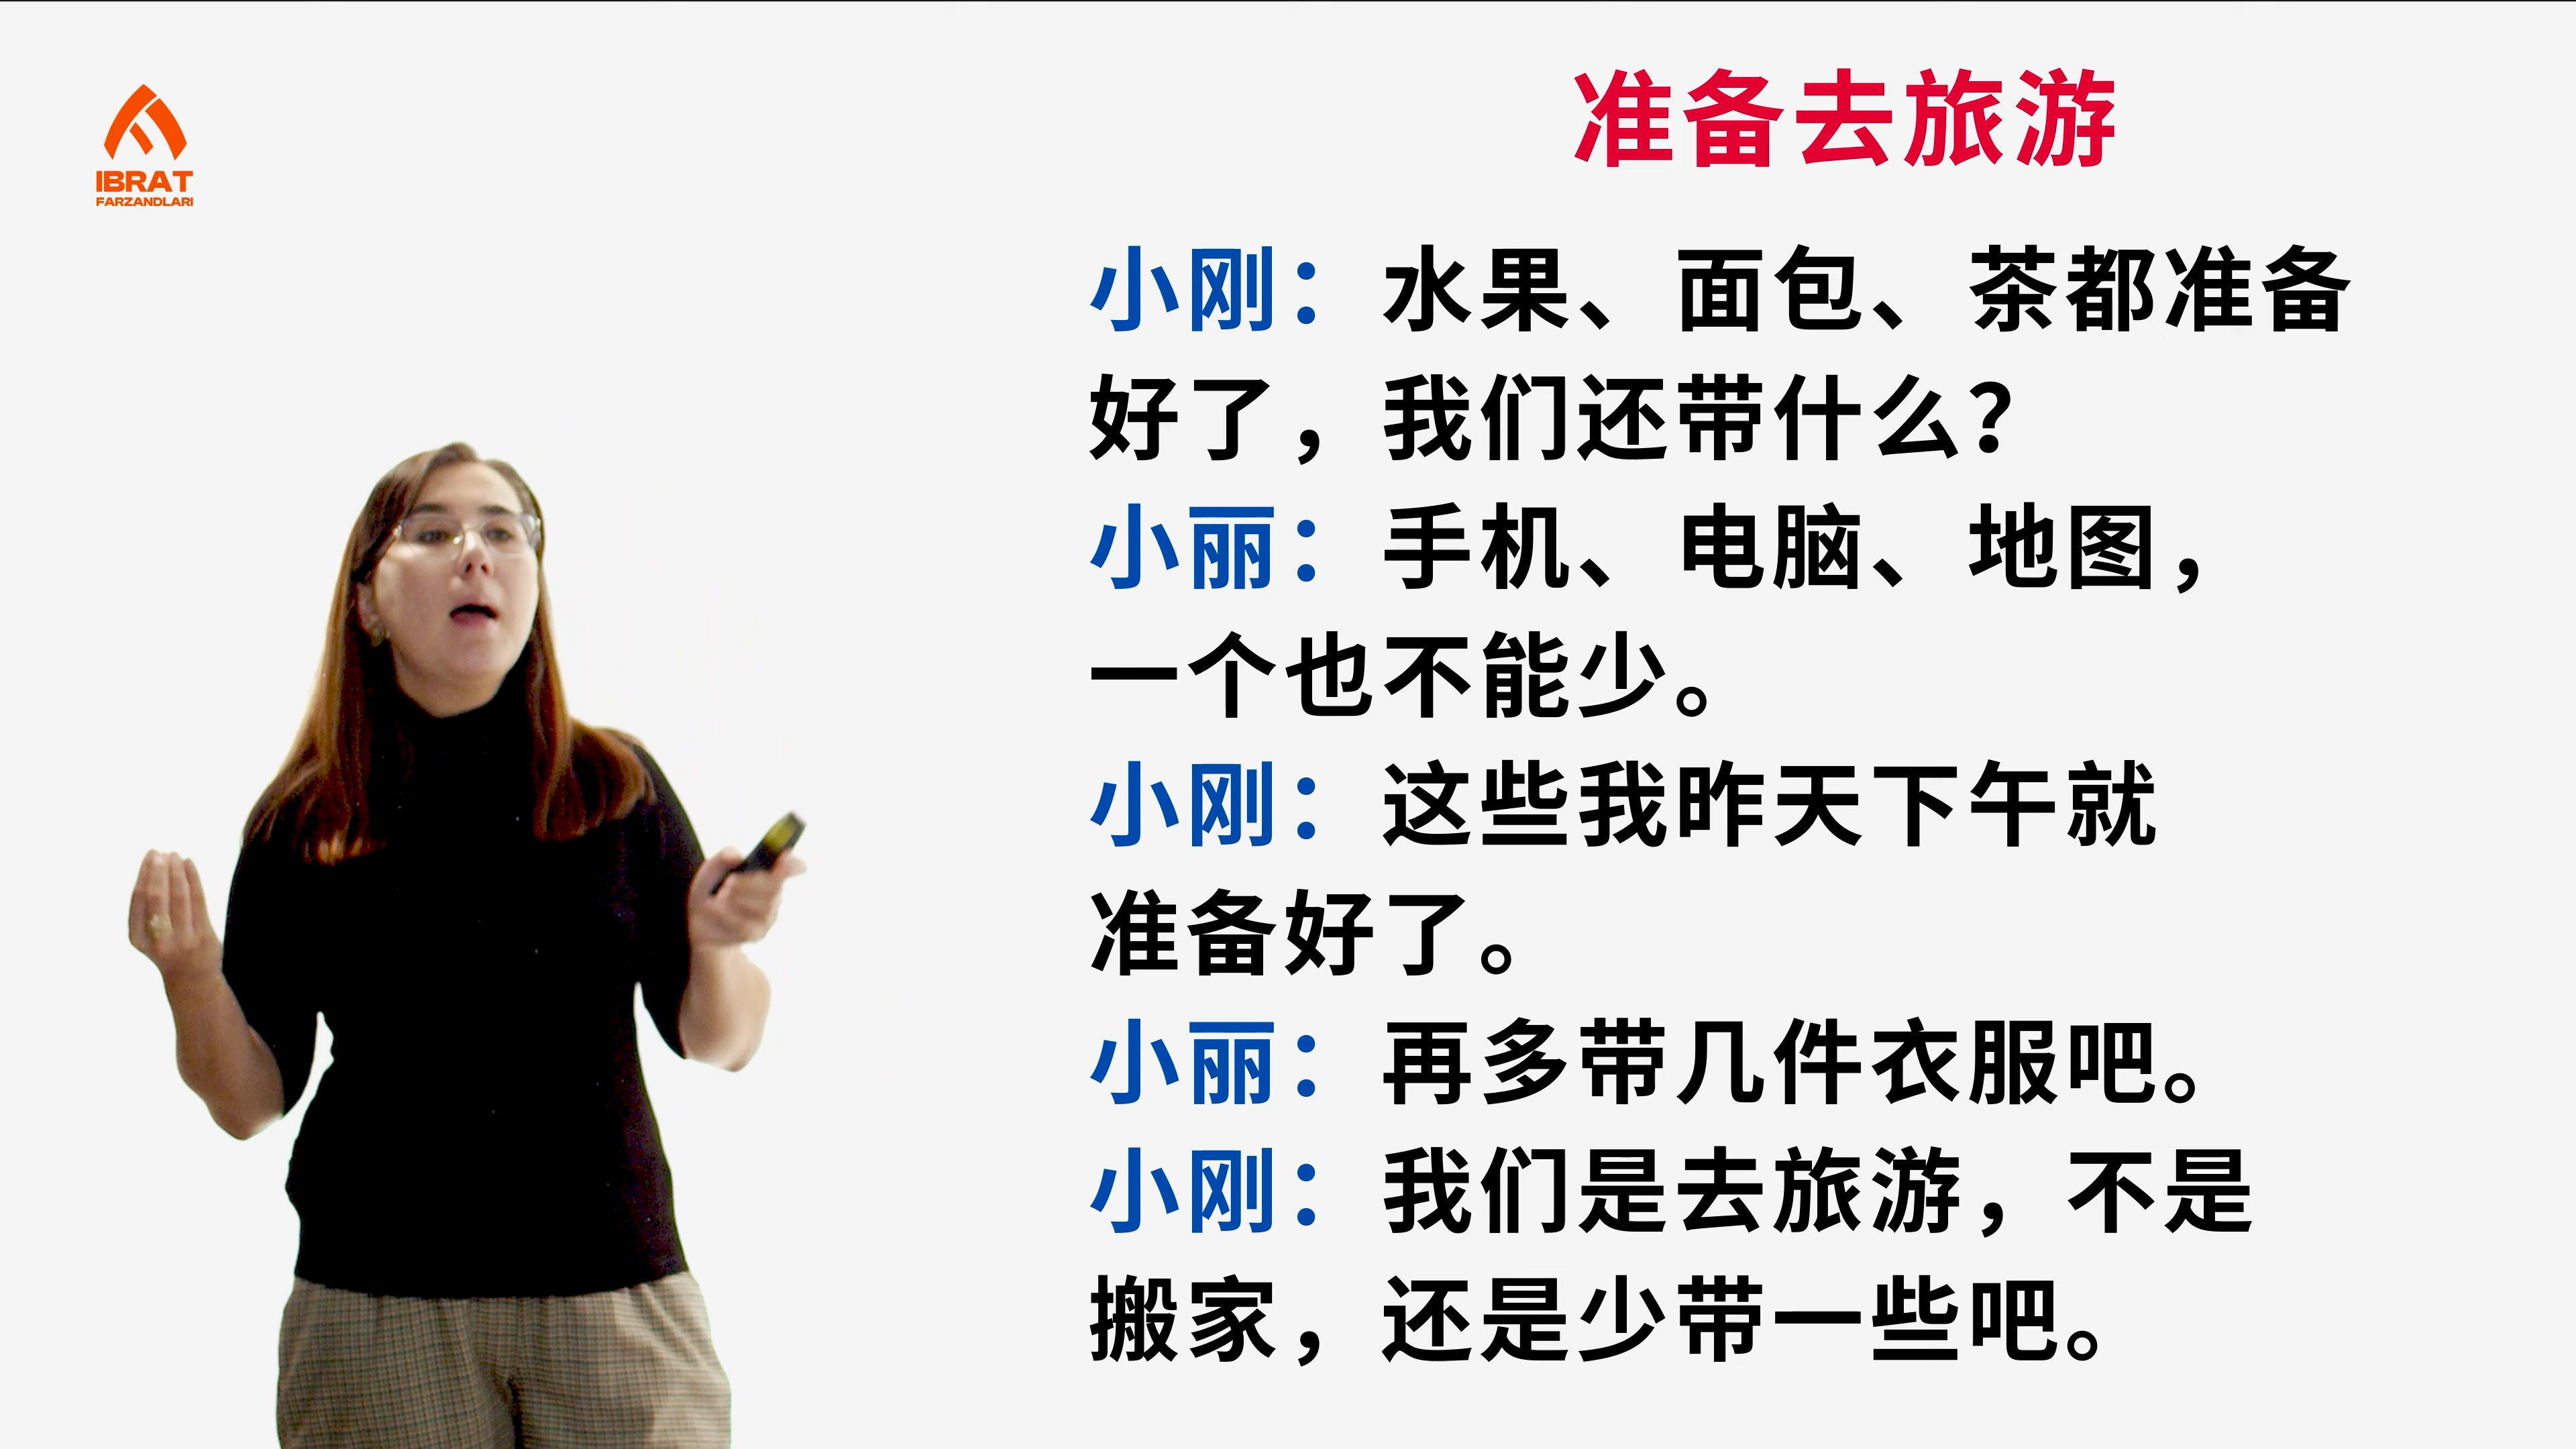 IBRAT
FARZANDLARI
准备去旅游
小刚：水果、面包、茶都准备
好了，我们还带什么？
小丽：手机、电脑、地图，
一个也不能少。
小刚：这些我昨天下午就
准备好了。
小丽：再多带几件衣服吧。
小刚：我们是去旅游，不是
搬家，还是少带一些吧。